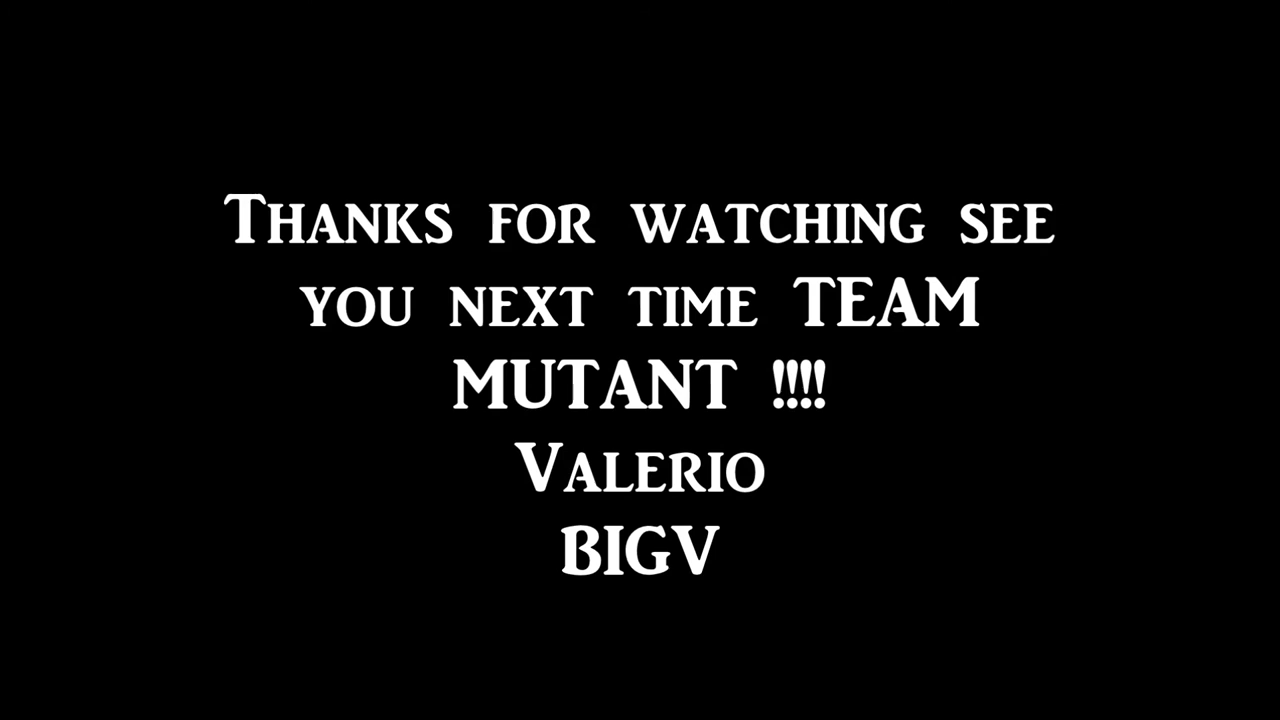 Thanks for watching see
you next time TEAM
MUTANT !!!!
Valerio
BIGV